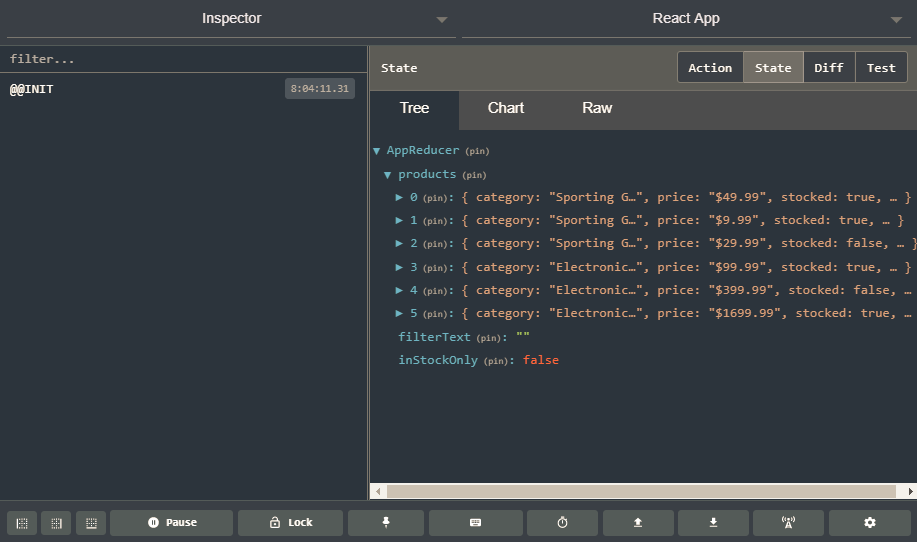 Inspector
React App
filter...
@@INIT 8:04:11.31
State
Action State Diff Test
Tree Chart Raw
AppReducer (pin)
products (pin)
0 (pin): { category: "Sporting G…", price: "$49.99", stocked: true, … }
1 (pin): { category: "Sporting G…", price: "$9.99", stocked: true, … }
2 (pin): { category: "Sporting G…", price: "$29.99", stocked: false, … }
3 (pin): { category: "Electronic…", price: "$99.99", stocked: true, … }
4 (pin): { category: "Electronic…", price: "$399.99", stocked: false, …
5 (pin): { category: "Electronic…", price: "$1699.99", stocked: true, …
filterText (pin): ""
inStockOnly (pin): false
Pause Lock